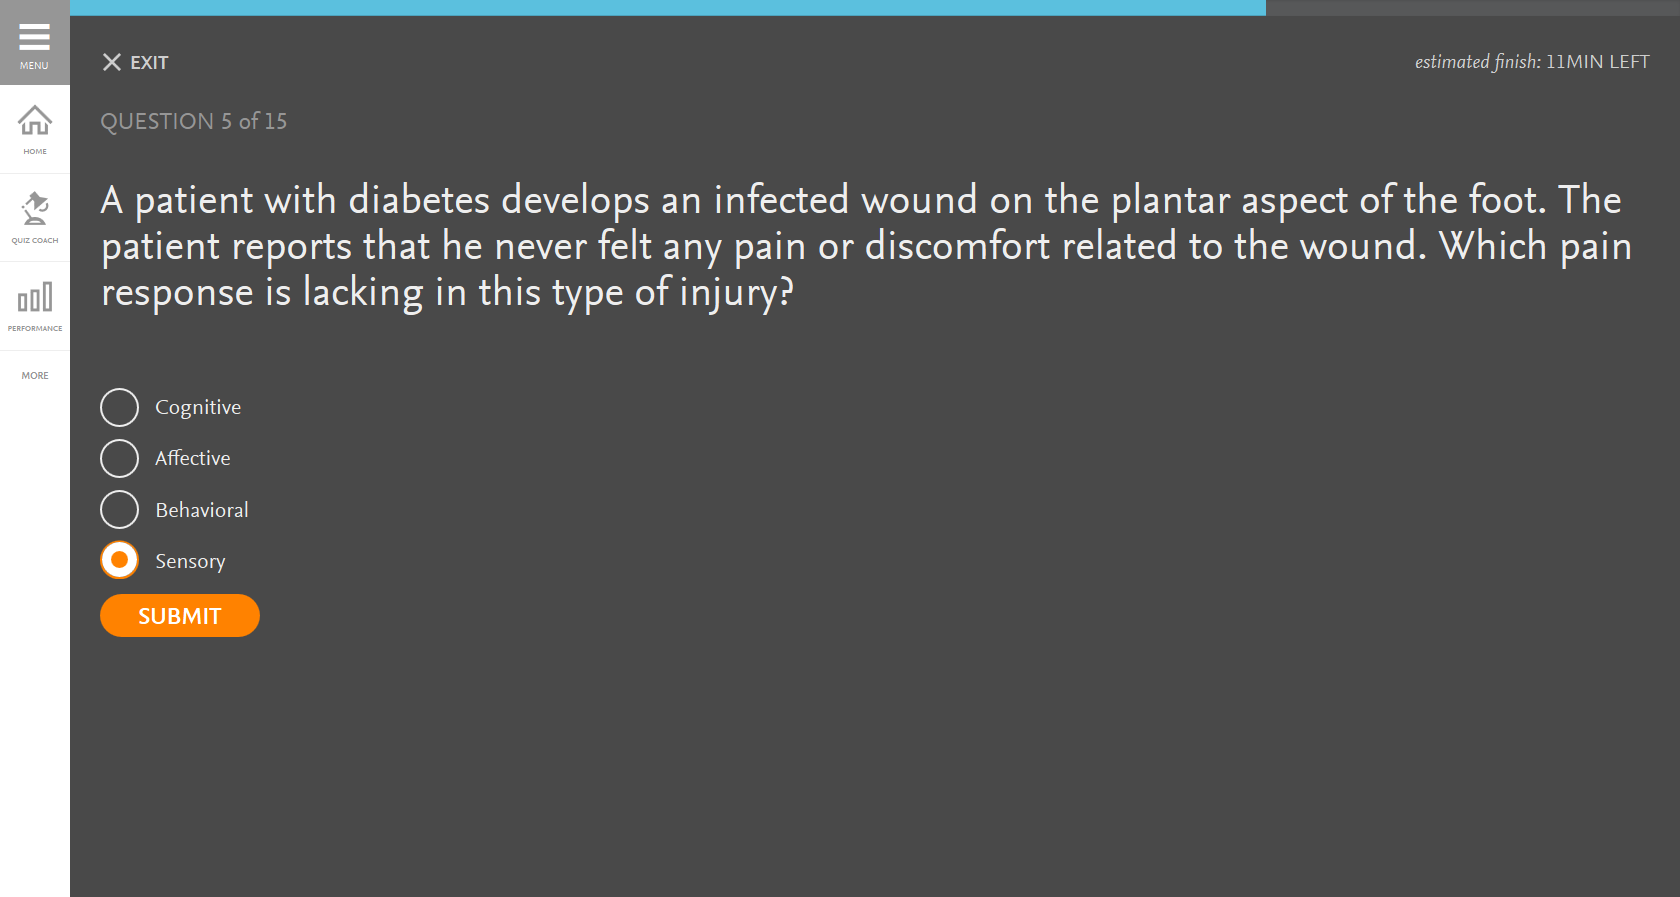 MENU
HOME
QUIZ COACH
PERFORMANCE
MORE
EXIT
estimated finish: 11MIN LEFT
QUESTION 5 of 15
A patient with diabetes develops an infected wound on the plantar aspect of the foot. The
patient reports that he never felt any pain or discomfort related to the wound. Which pain
response is lacking in this type of injury?
Cognitive
Affective
Behavioral
Sensory
SUBMIT